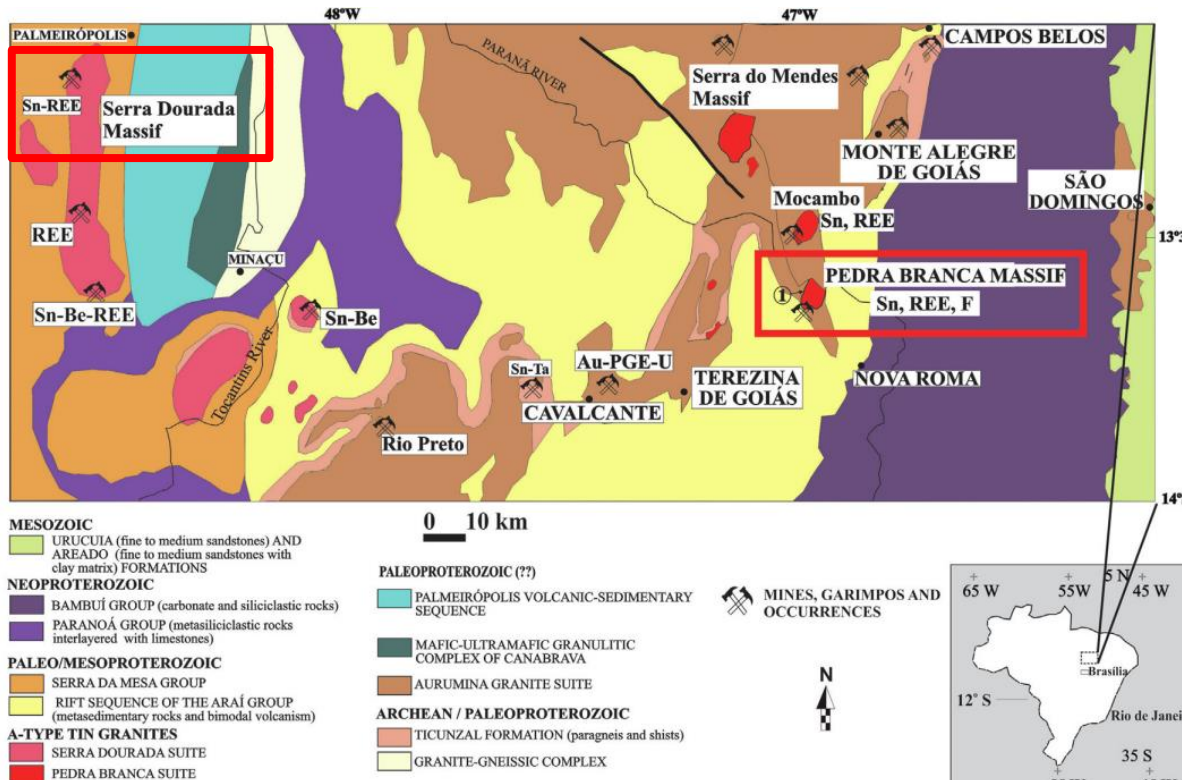 48°W
47°W
PALMEIRÓPOLIS
CAMPOS BELOS
PARANÃ RIVER
Serra do Mendes
Massif
Sn-REE
Serra Dourada
Massif
MONTE ALEGRE
DE GOIÁS
SÃO
DOMINGOS
Mocambo
Sn, REE
REE
13°3
MINAÇU
PEDRA BRANCA MASSIF
①
Sn, REE, F
Sn-Be-REE
Sn-Be
Tocantins River
Sn-Ta
Au-PGE-U
TEREZINA
DE GOIÁS
NOVA ROMA
CAVALCANTE
Rio Preto
14°
MESOZOIC
URUCUIA (fine to medium sandstones) AND
AREADO (fine to medium sandstones with
clay matrix) FORMATIONS
NEOPROTEROZOIC
BAMBUÍ GROUP (carbonate and siliciclastic rocks)
PARANOÁ GROUP (metasiliciclastic rocks
interlayered with limestones)
PALEO/MESOPROTEROZOIC
SERRA DA MESA GROUP
RIFT SEQUENCE OF THE ARAÍ GROUP
(metasedimentary rocks and bimodal volcanism)
A-TYPE TIN GRANITES
SERRA DOURADA SUITE
PEDRA BRANCA SUITE
0 10 km
PALEOPROTEROZOIC (??)
PALMEIRÓPOLIS VOLCANIC-SEDIMENTARY
SEQUENCE
MAFIC-ULTRAMAFIC GRANULITIC
COMPLEX OF CANABRAVA
AURUMINA GRANITE SUITE
ARCHEAN / PALEOPROTEROZOIC
TICUNZAL FORMATION (paragneis and shists)
GRANITE-GNEISSIC COMPLEX
MINES, GARIMPOS AND
OCCURRENCES
N
65 W
55W
5 N
45 W
Brasília
12° S
Rio de Janei
35 S